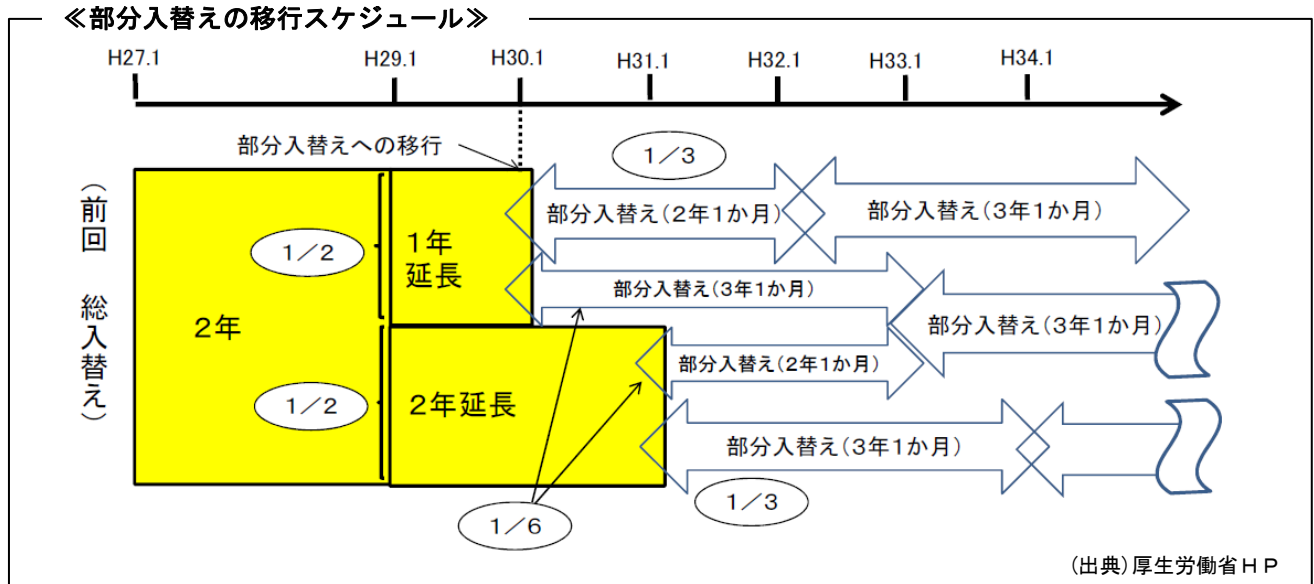 ≪部分入替えの移行スケジュール≫
H27.1 H29.1 H30.1 H31.1 H32.1 H33.1 H34.1
部分入替えへの移行
1/3
(前回 総入替え)
2年
1/2
1年
延長
部分入替え(2年1か月)
部分入替え(3年1か月)
部分入替え(3年1か月)
部分入替え(3年1か月)
1/2
2年延長
部分入替え(2年1か月)
部分入替え(3年1か月)
1/6
1/3
(出典)厚生労働省HP